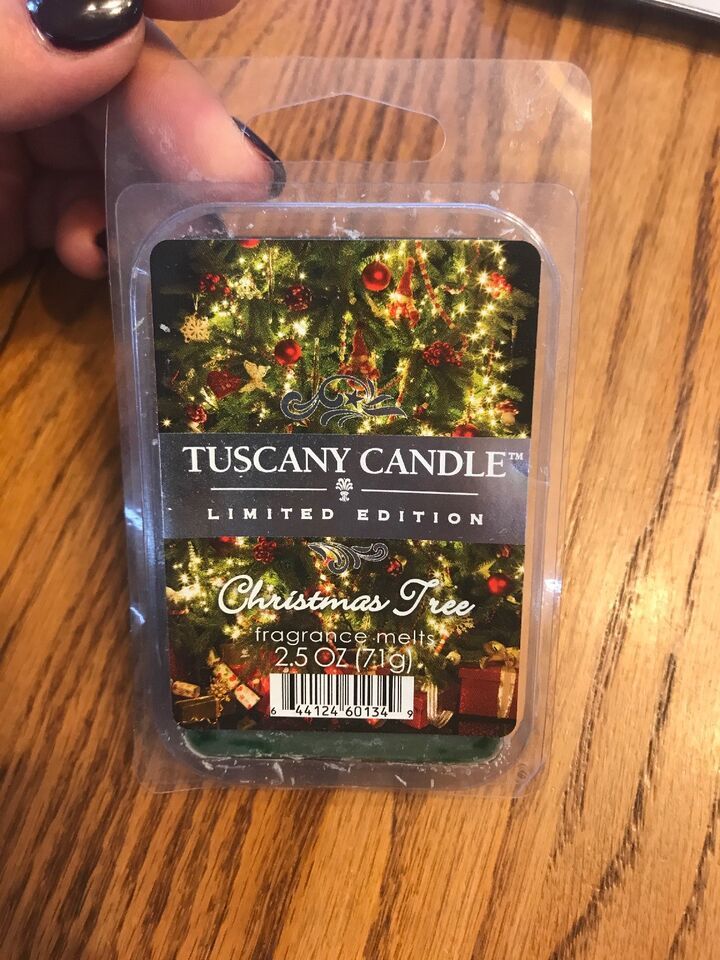 TUSCANY CANDLE™
LIMITED EDITION
Christmas Tree
fragrance melts
2.5 OZ (71g)
6 44124 60134 9